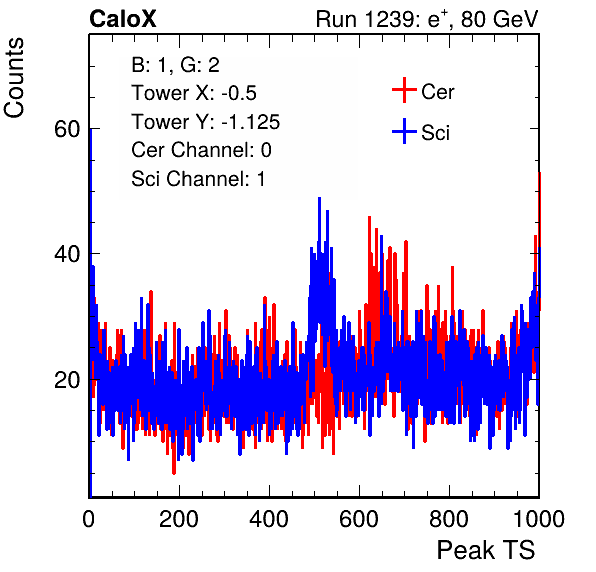 CaloX Run 1239: e⁺, 80 GeV
Counts
B: 1, G: 2
Tower X: -0.5
Tower Y: -1.125
Cer Channel: 0
Sci Channel: 1
Cer
Sci
60
40
20
0 200 400 600 800 1000
Peak TS